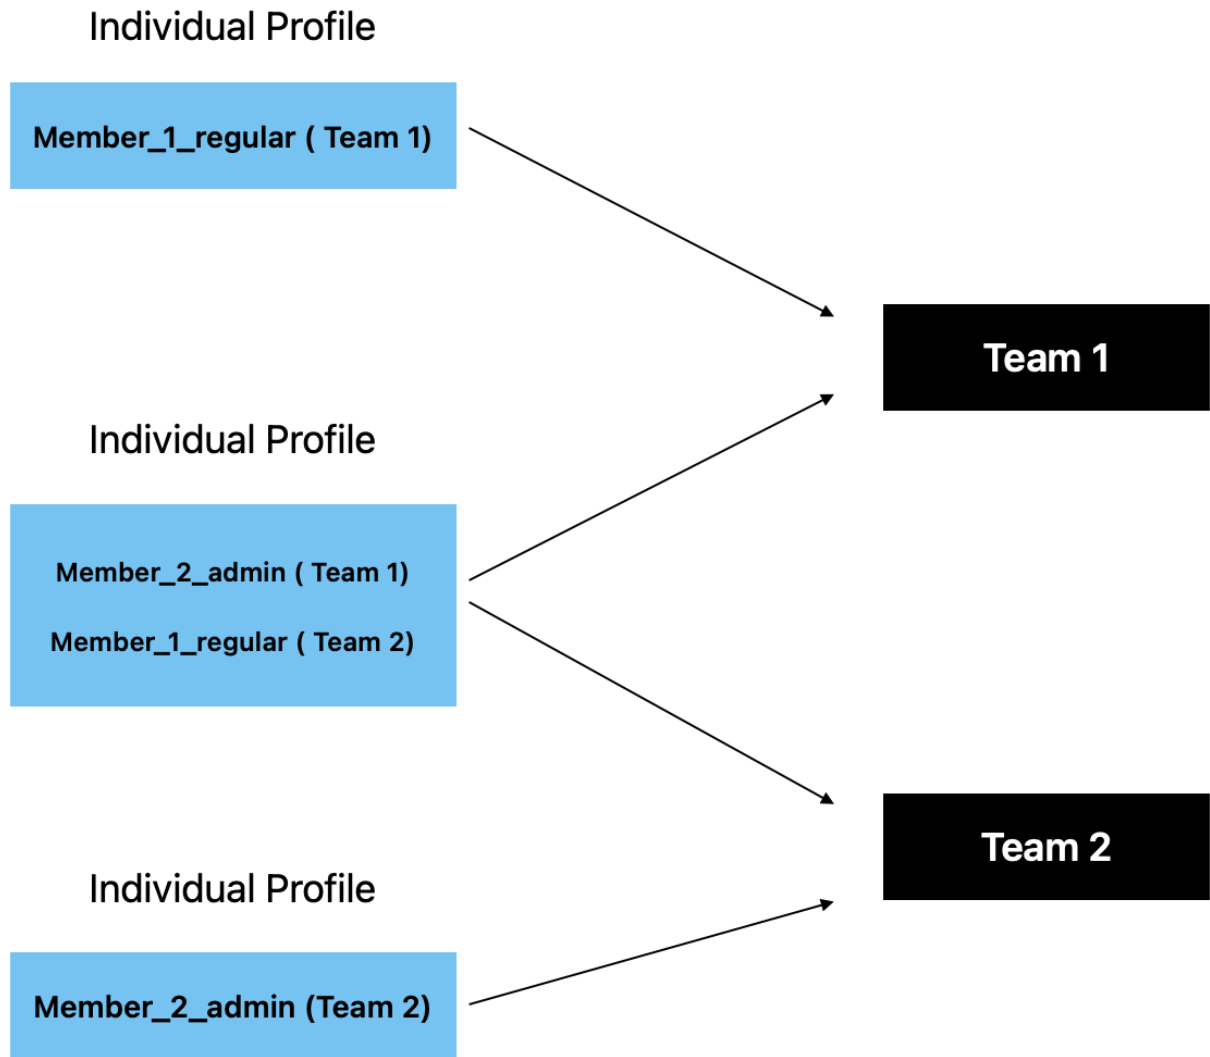 Individual Profile
Member_1_regular ( Team 1)
Team 1
Individual Profile
Member_2_admin ( Team 1)
Member_1_regular ( Team 2)
Team 2
Individual Profile
Member_2_admin (Team 2)